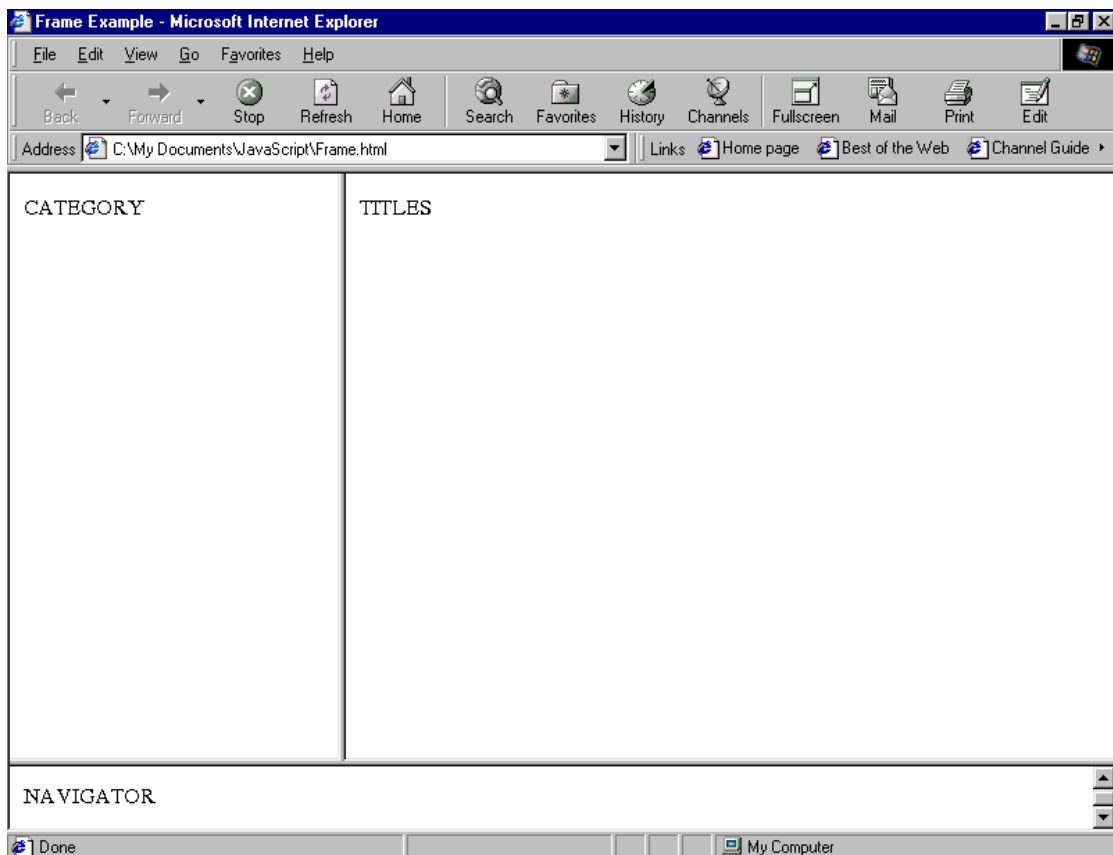 Frame Example - Microsoft Internet Explorer
File Edit View Go Favorites Help
Back Forward Stop Refresh Home Search Favorites History Channels Fullscreen Mail Print Edit
Address C:\My Documents\JavaScript\Frame.html Links Home page Best of the Web Channel Guide
CATEGORY TITLES
NAVIGATOR
Done My Computer